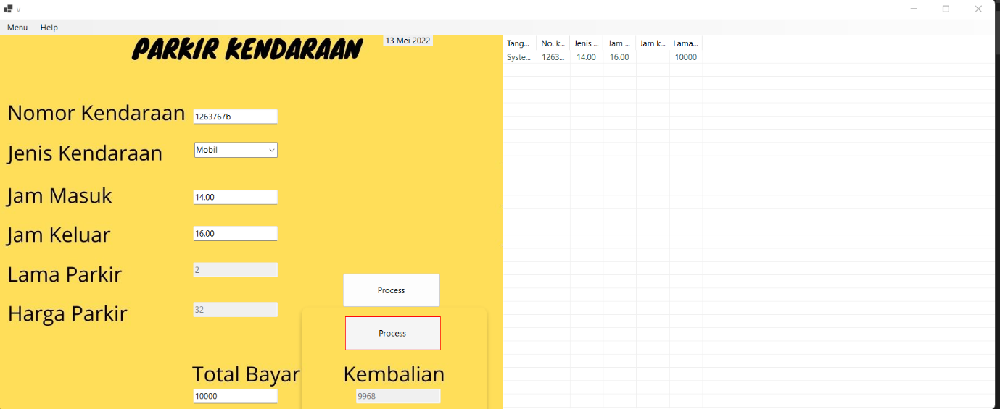 v
Menu Help
PARKIR KENDARAAN
13 Mei 2022
Nomor Kendaraan 1263767b
Jenis Kendaraan Mobil
Jam Masuk 14.00
Jam Keluar 16.00
Lama Parkir 2
Harga Parkir 32
Process
Process
Total Bayar Kembalian
10000 9968
Tang... No. k... Jenis ... Jam ... Jam k... Lama...
Syste... 1263... 14.00 16.00 10000